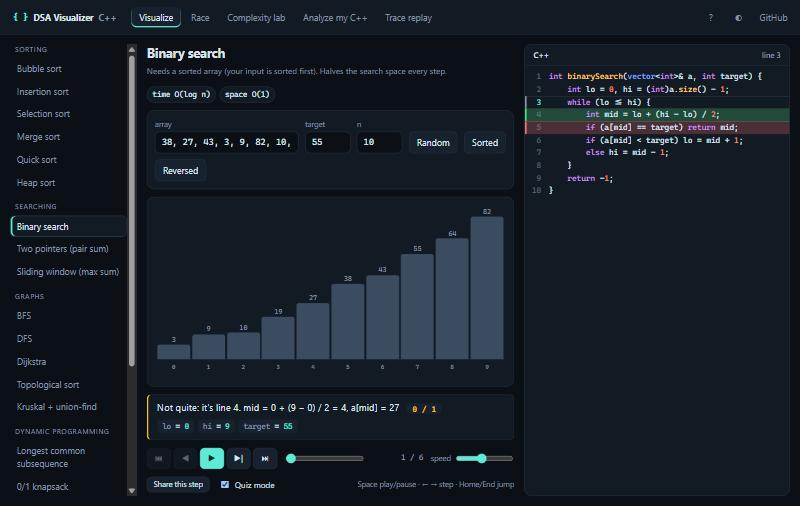 { } DSA Visualizer C++ Visualize Race Complexity lab Analyze my C++ Trace replay ? GitHub
SORTING
Bubble sort
Insertion sort
Selection sort
Merge sort
Quick sort
Heap sort
SEARCHING
Binary search
Two pointers (pair sum)
Sliding window (max sum)
GRAPHS
BFS
DFS
Dijkstra
Topological sort
Kruskal + union-find
DYNAMIC PROGRAMMING
Longest common
subsequence
0/1 knapsack
Binary search
Needs a sorted array (your input is sorted first). Halves the search space every step.
time O(log n) space O(1)
array target n
38, 27, 43, 3, 9, 82, 10, 55 10 Random Sorted
Reversed
3 9 10 19 27 38 43 55 64 82
0 1 2 3 4 5 6 7 8 9
Not quite: it's line 4. mid = 0 + (9 − 0) / 2 = 4, a[mid] = 27 0 / 1
lo = 0 hi = 9 target = 55
1 / 6 speed
Share this step Quiz mode Space play/pause · ← → step · Home/End jump
C++ line 3
1 int binarySearch(vector<int>& a, int target) {
2 int lo = 0, hi = (int)a.size() - 1;
3 while (lo <= hi) {
4 int mid = lo + (hi - lo) / 2;
5 if (a[mid] == target) return mid;
6 if (a[mid] < target) lo = mid + 1;
7 else hi = mid - 1;
8 }
9 return -1;
10 }